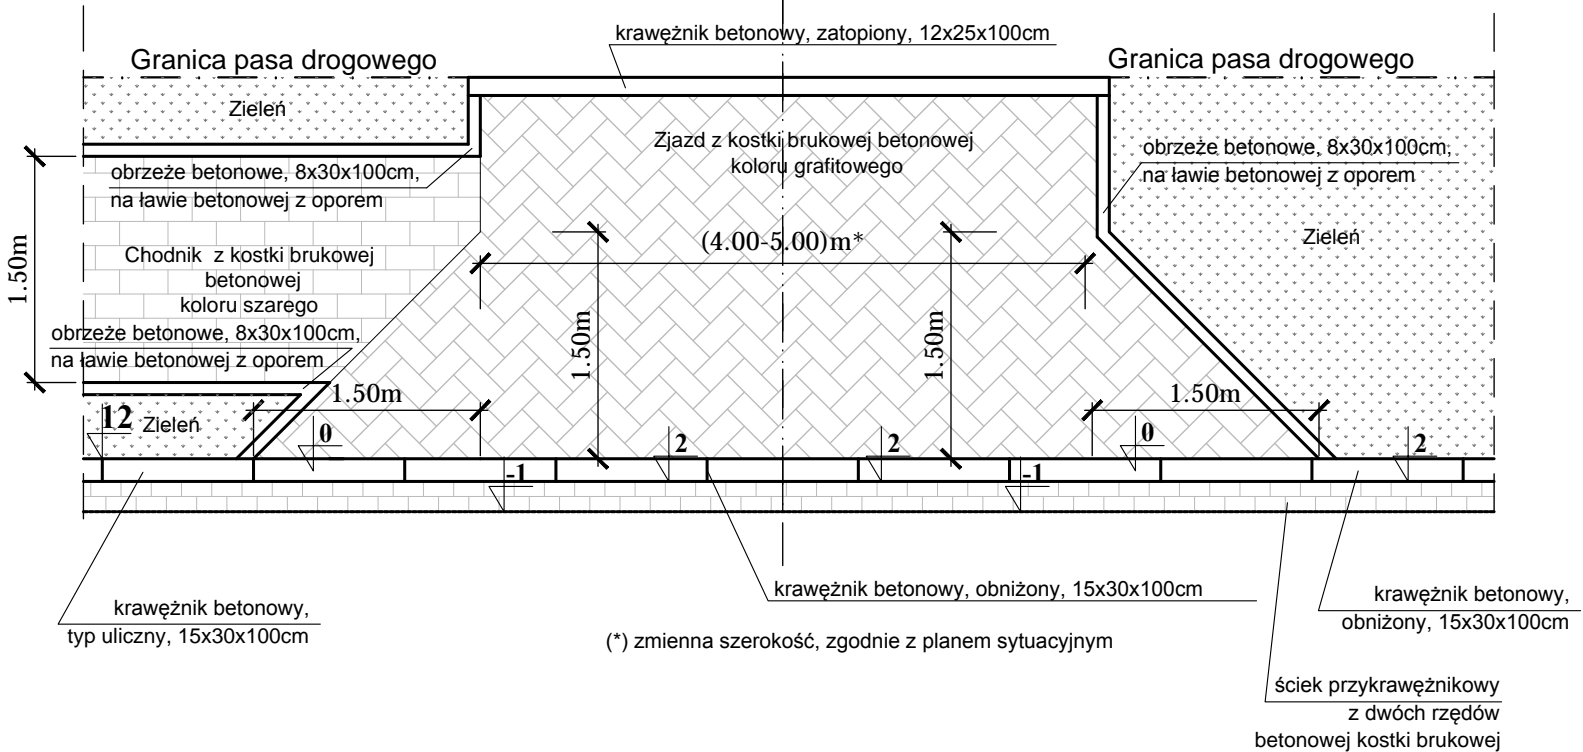 krawężnik betonowy, zatopiony, 12x25x100cm
Granica pasa drogowego
Granica pasa drogowego
Zieleń
Zjazd z kostki brukowej betonowej
koloru grafitowego
obrzeże betonowe, 8x30x100cm,
na ławie betonowej z oporem
obrzeże betonowe, 8x30x100cm,
na ławie betonowej z oporem
Zieleń
(4.00-5.00)m*
1.50m
Chodnik z kostki brukowej
betonowej
koloru szarego
obrzeże betonowe, 8x30x100cm,
na ławie betonowej z oporem
1.50m
1.50m
1.50m
1.50m
12
Zieleń
0
2
2
0
2
-1
-1
krawężnik betonowy, obniżony, 15x30x100cm
krawężnik betonowy,
typ uliczny, 15x30x100cm
krawężnik betonowy,
obniżony, 15x30x100cm
(*) zmienna szerokość, zgodnie z planem sytuacyjnym
ściek przykrawężnikowy
z dwóch rzędów
betonowej kostki brukowej